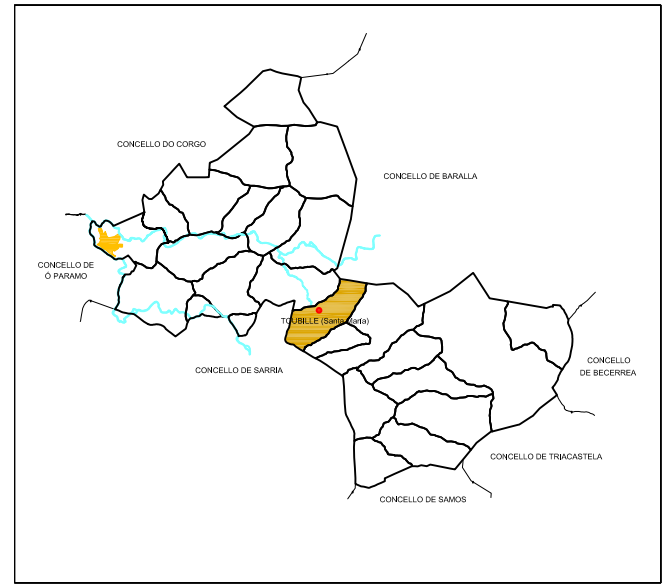 CONCELLO DO CORGO
CONCELLO DE BARALLA
CONCELLO DE
Ó PARAMO
TOUBILLE (Santa María)
CONCELLO DE SARRIA
CONCELLO
DE BECERREA
CONCELLO DE TRIACASTELA
CONCELLO DE SAMOS